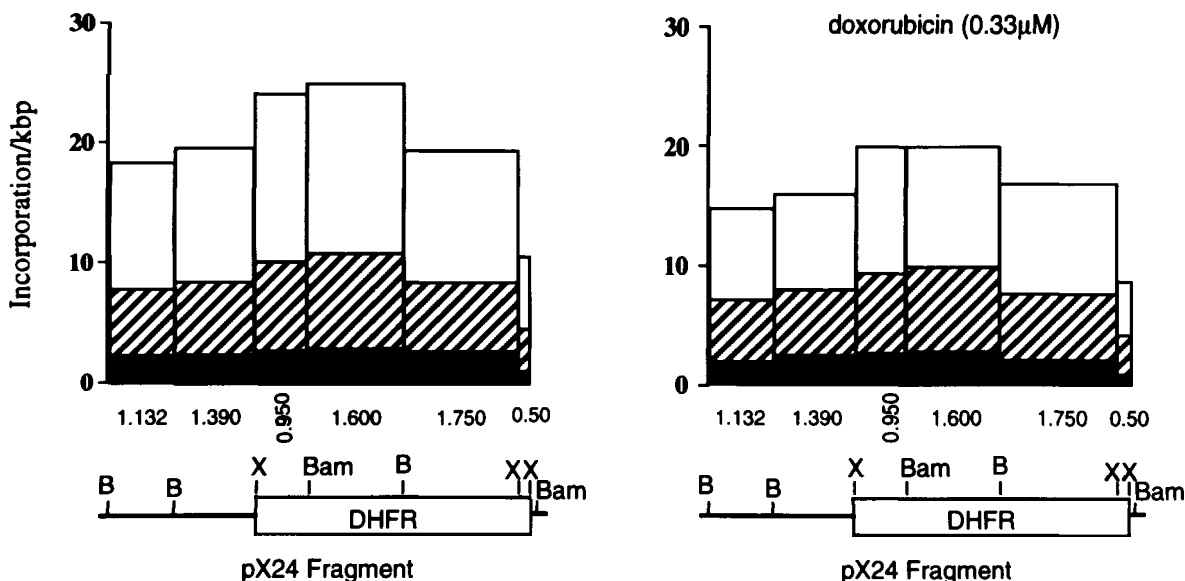 30
20
10
0
Incorporation/kbp
1.132 1.390 0.950 1.600 1.750 0.50
B B X Bam B X X Bam
DHFR
pX24 Fragment
doxorubicin (0.33μM)
30
20
10
0
1.132 1.390 0.950 1.600 1.750 0.50
B B X Bam B X X Bam
DHFR
pX24 Fragment